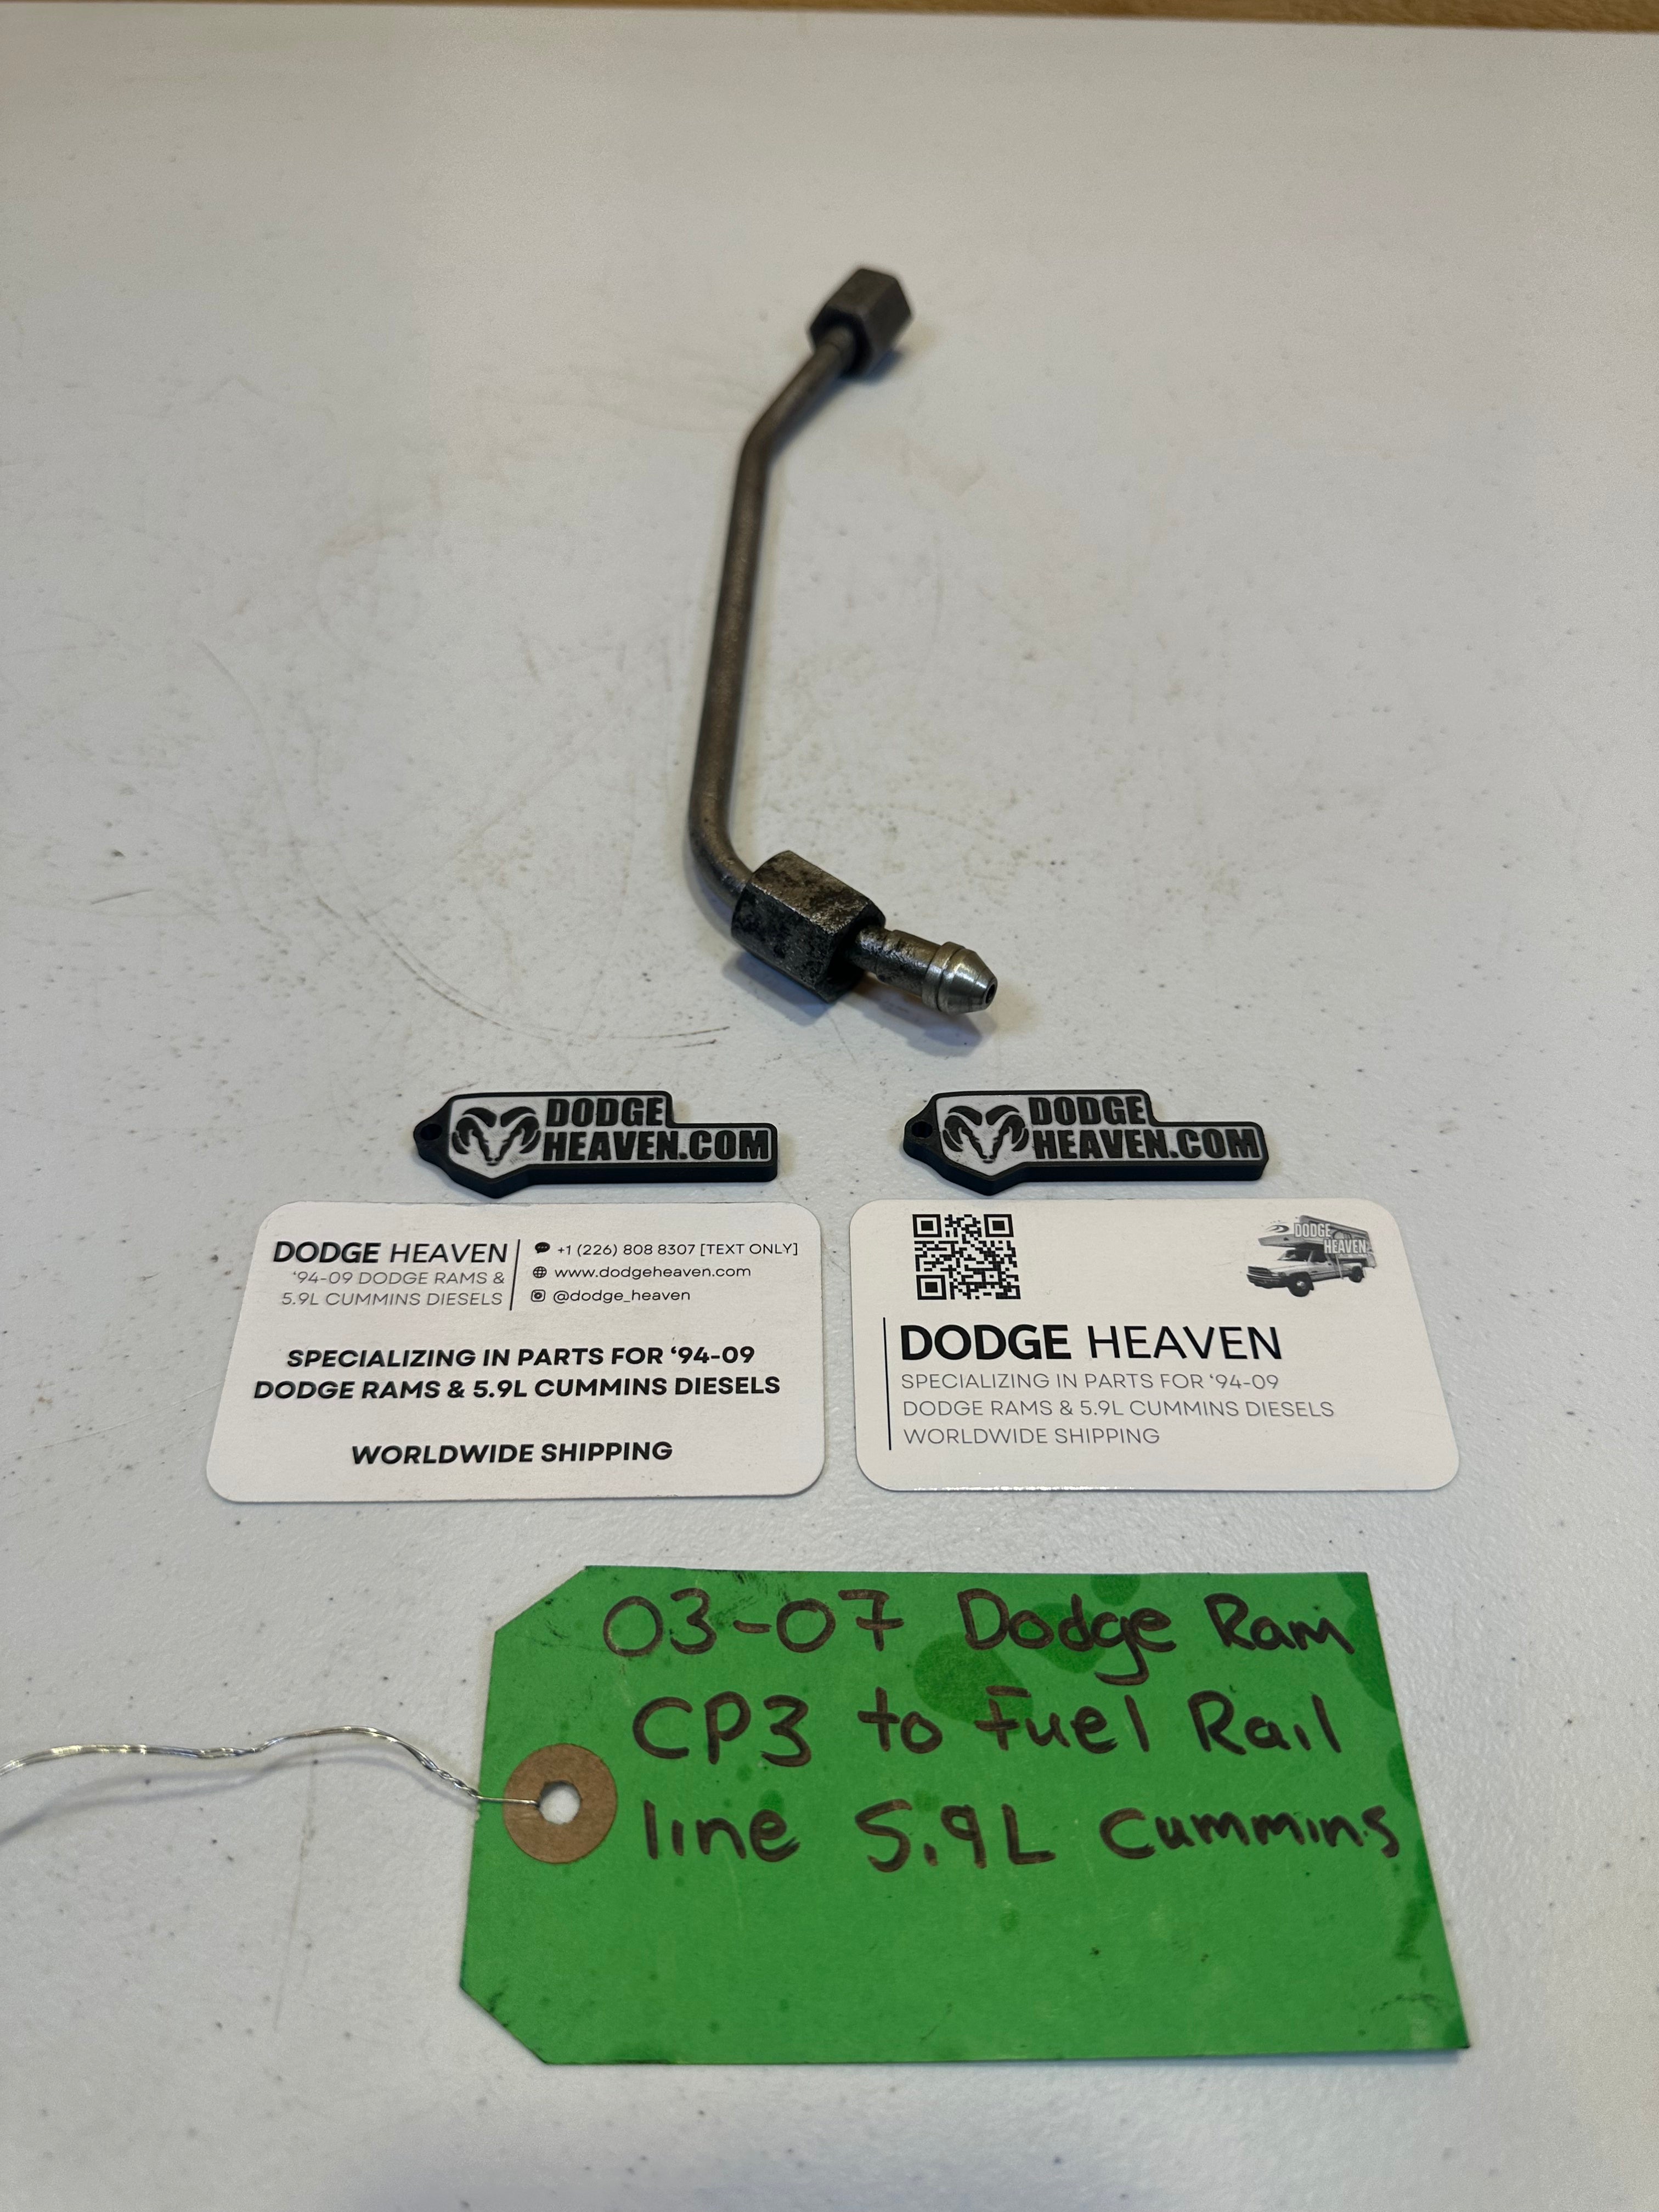 DODGE
HEAVEN.COM
DODGE
HEAVEN.COM
DODGE HEAVEN
‘94-09 DODGE RAMS &
5.9L CUMMINS DIESELS
+1 (226) 808 8307 [TEXT ONLY]
www.dodgeheaven.com
@dodge_heaven
SPECIALIZING IN PARTS FOR ‘94-09
DODGE RAMS & 5.9L CUMMINS DIESELS
WORLDWIDE SHIPPING
DODGE
HEAVEN
DODGE HEAVEN
SPECIALIZING IN PARTS FOR ‘94-09
DODGE RAMS & 5.9L CUMMINS DIESELS
WORLDWIDE SHIPPING
03-07 Dodge Ram
CP3 to Fuel Rail
line 5.9L Cummins